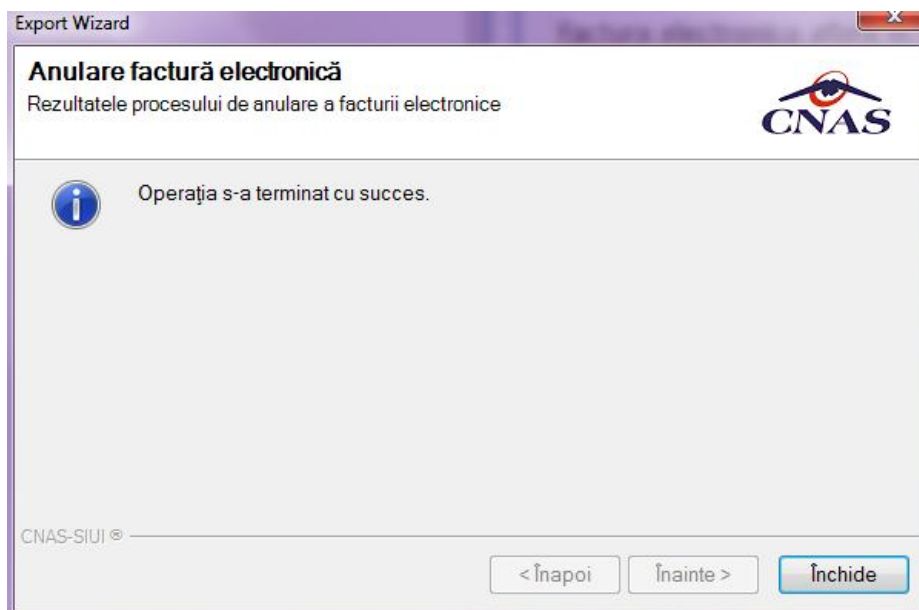 Export Wizard
Anulare factură electronică
Rezultatele procesului de anulare a facturii electronice
CNAS
Operaţia s-a terminat cu succes.
CNAS-SIUI ®
< Înapoi
Înainte >
Închide